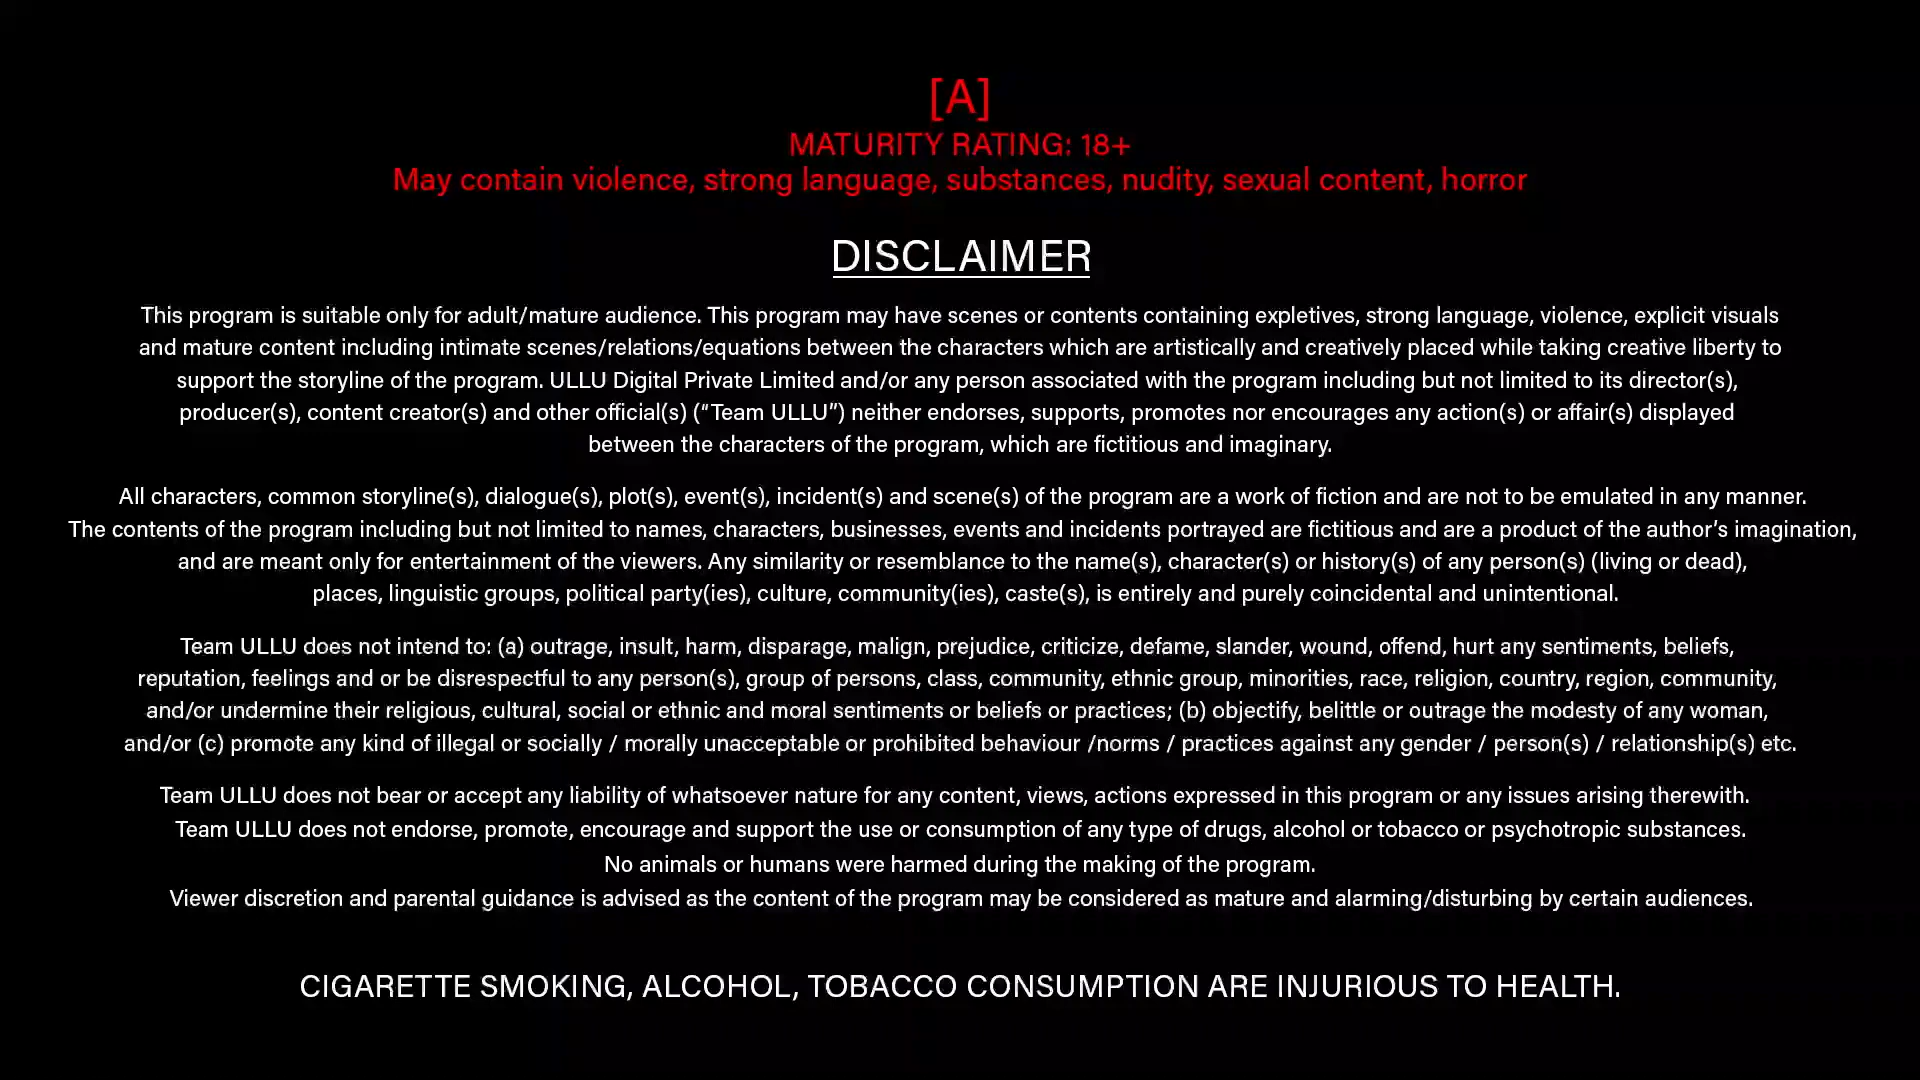 [A]
MATURITY RATING: 18+
May contain violence, strong language, substances, nudity, sexual content, horror
DISCLAIMER
This program is suitable only for adult/mature audience. This program may have scenes or contents containing expletives, strong language, violence, explicit visuals
and mature content including intimate scenes/relations/equations between the characters which are artistically and creatively placed while taking creative liberty to
support the storyline of the program. ULLU Digital Private Limited and/or any person associated with the program including but not limited to its director(s),
producer(s), content creator(s) and other official(s) (“Team ULLU”) neither endorses, supports, promotes nor encourages any action(s) or affair(s) displayed
between the characters of the program, which are fictitious and imaginary.
All characters, common storyline(s), dialogue(s), plot(s), event(s), incident(s) and scene(s) of the program are a work of fiction and are not to be emulated in any manner.
The contents of the program including but not limited to names, characters, businesses, events and incidents portrayed are fictitious and are a product of the author’s imagination,
and are meant only for entertainment of the viewers. Any similarity or resemblance to the name(s), character(s) or history(s) of any person(s) (living or dead),
places, linguistic groups, political party(ies), culture, community(ies), caste(s), is entirely and purely coincidental and unintentional.
Team ULLU does not intend to: (a) outrage, insult, harm, disparage, malign, prejudice, criticize, defame, slander, wound, offend, hurt any sentiments, beliefs,
reputation, feelings and or be disrespectful to any person(s), group of persons, class, community, ethnic group, minorities, race, religion, country, region, community,
and/or undermine their religious, cultural, social or ethnic and moral sentiments or beliefs or practices; (b) objectify, belittle or outrage the modesty of any woman,
and/or (c) promote any kind of illegal or socially / morally unacceptable or prohibited behaviour /norms / practices against any gender / person(s) / relationship(s) etc.
Team ULLU does not bear or accept any liability of whatsoever nature for any content, views, actions expressed in this program or any issues arising therewith.
Team ULLU does not endorse, promote, encourage and support the use or consumption of any type of drugs, alcohol or tobacco or psychotropic substances.
No animals or humans were harmed during the making of the program.
Viewer discretion and parental guidance is advised as the content of the program may be considered as mature and alarming/disturbing by certain audiences.
CIGARETTE SMOKING, ALCOHOL, TOBACCO CONSUMPTION ARE INJURIOUS TO HEALTH.